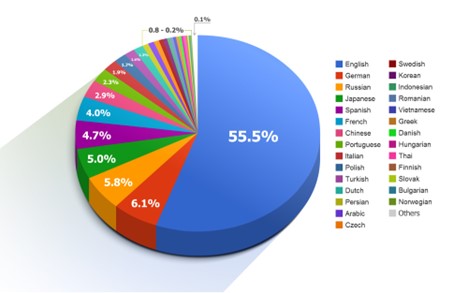 0.1%
0.8 - 0.2%
1.9%
2.2%
2.9%
4.0%
4.7%
5.0%
5.8%
6.1%
55.5%
English
German
Russian
Japanese
Spanish
French
Chinese
Portuguese
Italian
Polish
Turkish
Dutch
Persian
Arabic
Czech
Swedish
Korean
Indonesian
Romanian
Vietnamese
Greek
Danish
Hungarian
Thai
Finnish
Slovak
Bulgarian
Norwegian
Others